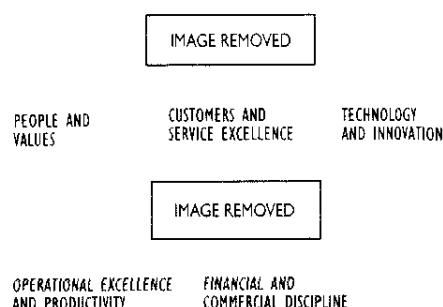 IMAGE REMOVED
PEOPLE AND
VALUES
CUSTOMERS AND
SERVICE EXCELLENCE
TECHNOLOGY
AND INNOVATION
IMAGE REMOVED
OPERATIONAL EXCELLENCE
AND PRODUCTIVITY
FINANCIAL AND
COMMERCIAL DISCIPLINE